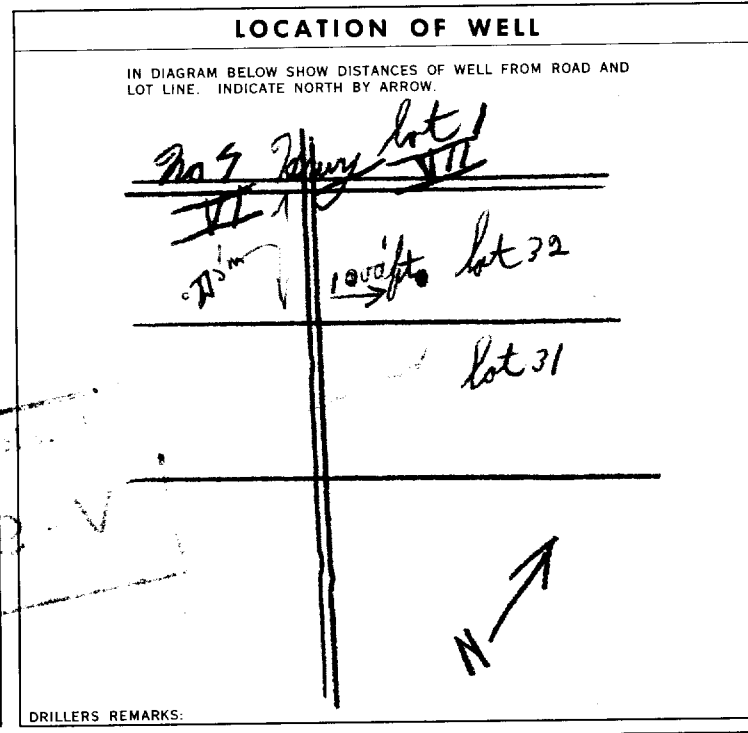 LOCATION OF WELL
IN DIAGRAM BELOW SHOW DISTANCES OF WELL FROM ROAD AND
LOT LINE. INDICATE NORTH BY ARROW.
lot 1
VII
VI
lot 32
lot 31
N
DRILLERS REMARKS: